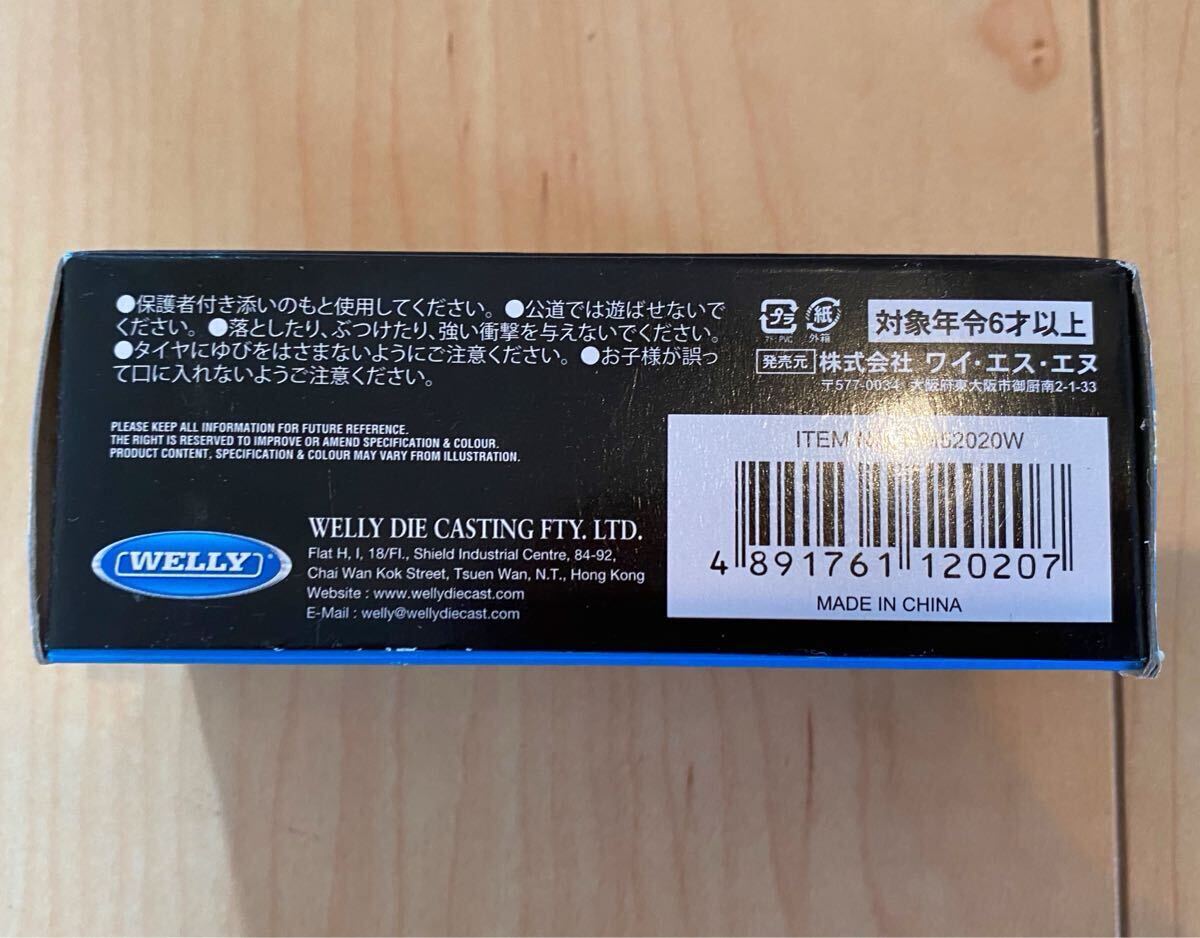 ●保護者付き添いのもと使用してください。●公道では遊ばせないで
ください。●落としたり、ぶつけたり、強い衝撃を与えないでください。
●タイヤにゆびをはさまないようにご注意ください。●お子様が誤っ
て口に入れないようご注意ください。
PLEASE KEEP ALL INFORMATION FOR FUTURE REFERENCE.
THE RIGHT IS RESERVED TO IMPROVE OR AMEND SPECIFICATION & COLOUR.
PRODUCT CONTENT, SPECIFICATION & COLOUR MAY VARY FROM ILLUSTRATION.
WELLY
WELLY DIE CASTING FTY. LTD.
Flat H, I, 18/Fl., Shield Industrial Centre, 84-92,
Chai Wan Kok Street, Tsuen Wan, N.T., Hong Kong
Website : www.wellydiecast.com
E-Mail : welly@wellydiecast.com
プラ
紙
外箱
対象年令6才以上
発売元 株式会社 ワイ・エス・エヌ
〒577-0034 大阪府東大阪市御厨南2-1-33
ITEM
4 891761 120207
MADE IN CHINA